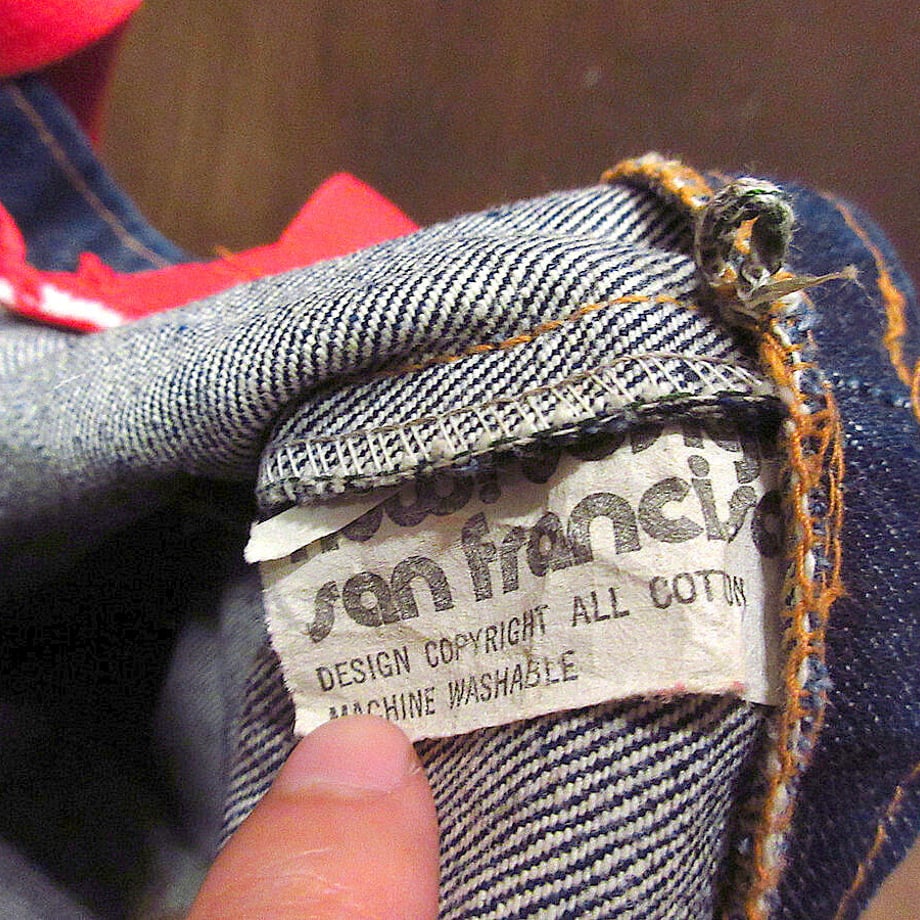 san francisco
DESIGN COPYRIGHT ALL COTTON
MACHINE WASHABLE